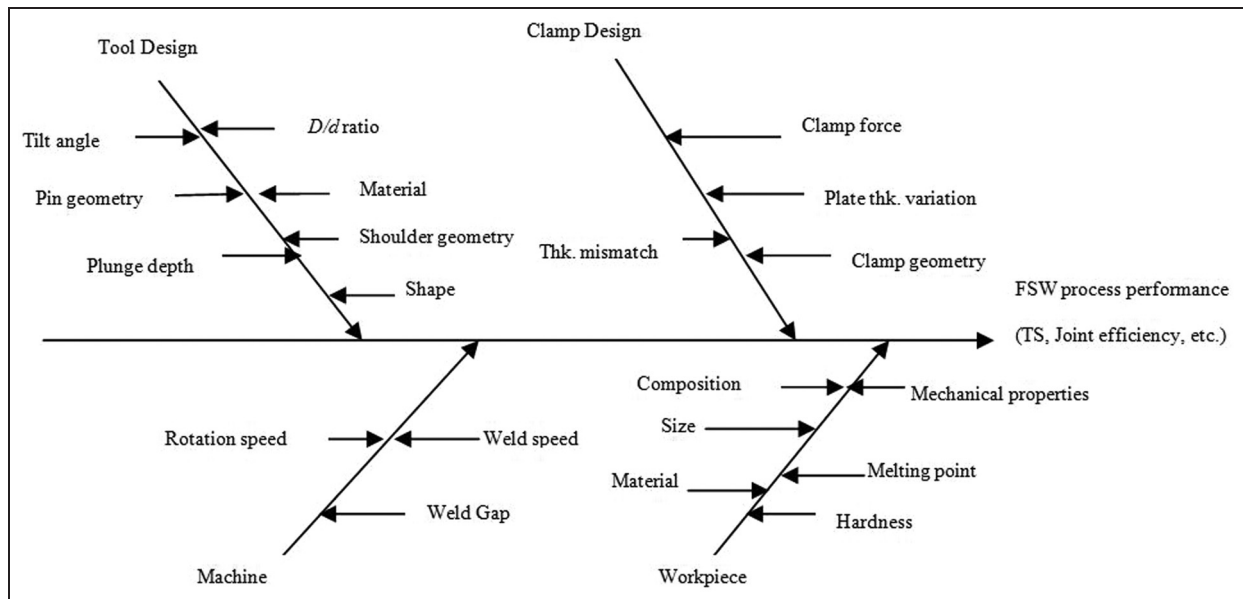 Tool Design
Clamp Design
D/d ratio
Tilt angle
Clamp force
Pin geometry
Material
Plate thk. variation
Shoulder geometry
Thk. mismatch
Plunge depth
Clamp geometry
Shape
FSW process performance
(TS, Joint efficiency, etc.)
Composition
Mechanical properties
Size
Rotation speed
Weld speed
Melting point
Material
Weld Gap
Hardness
Machine
Workpiece